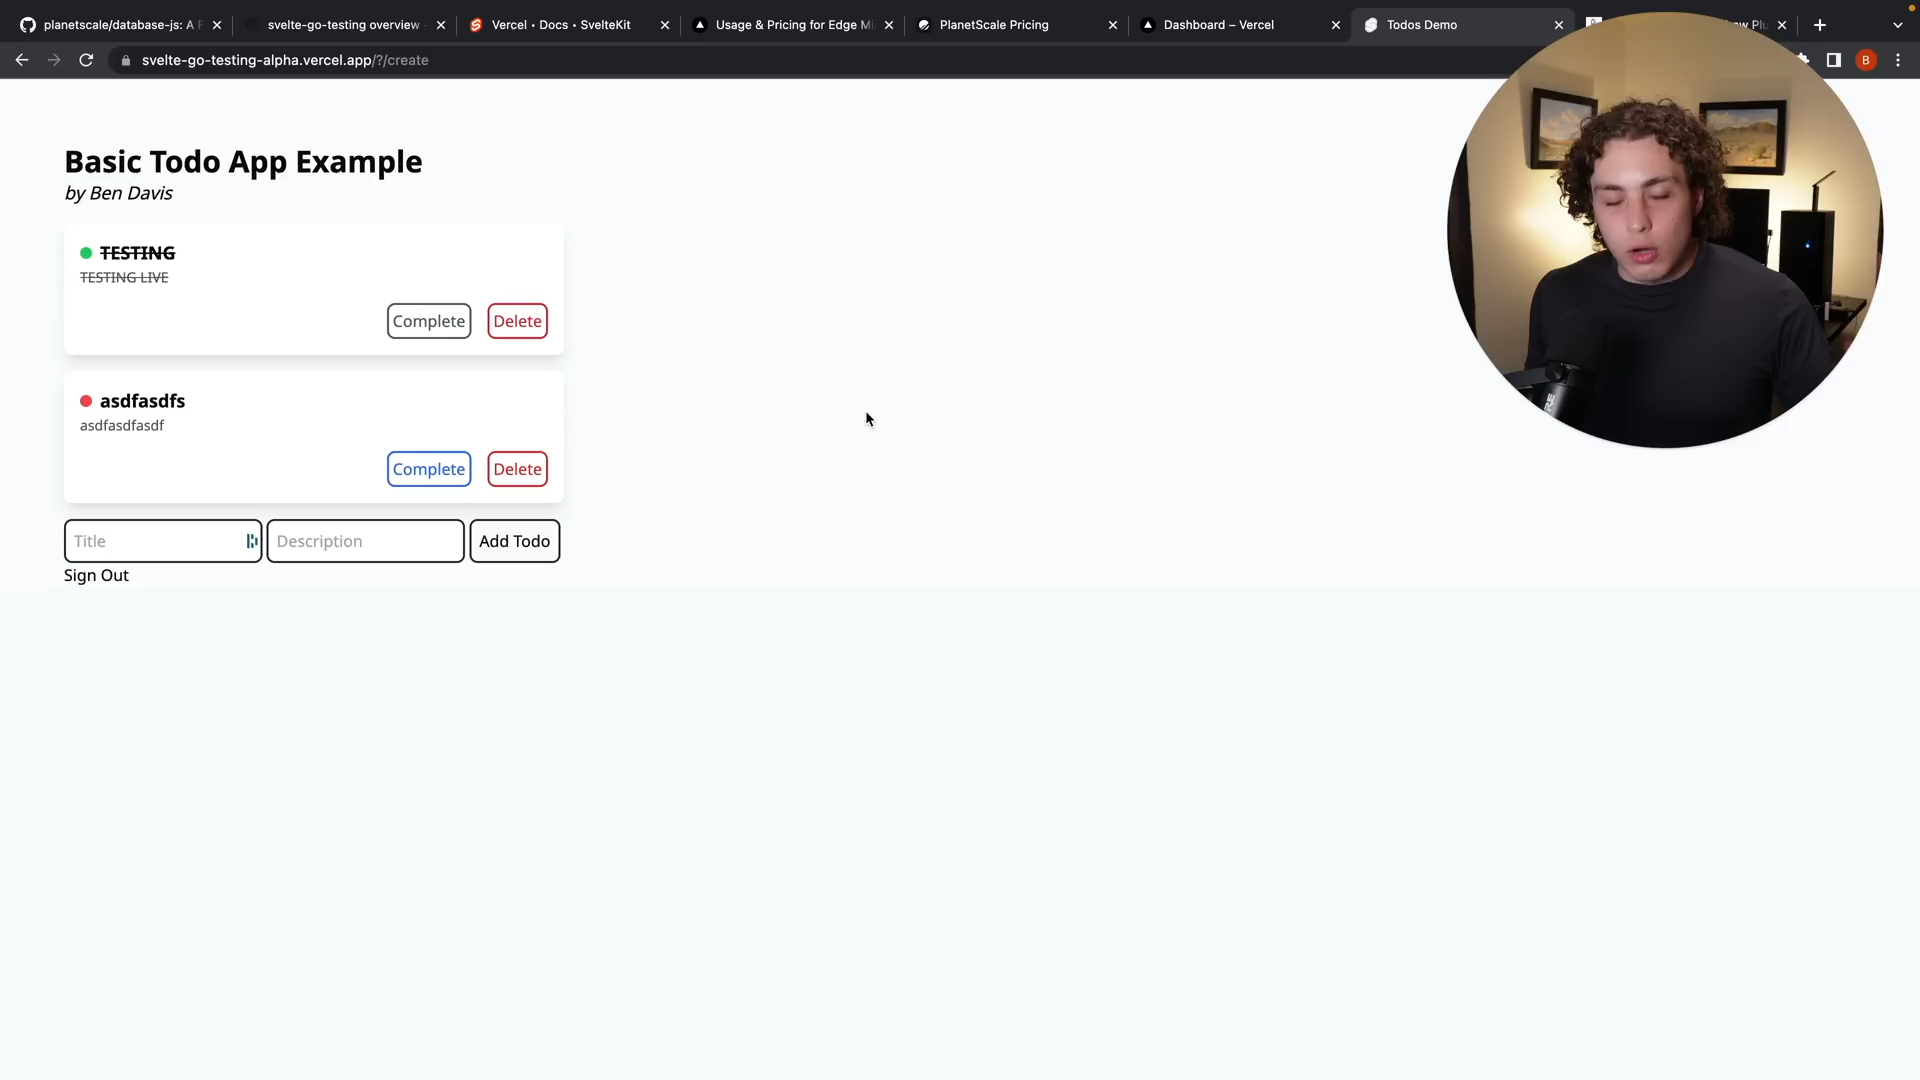 planetscale/database-js: A F
svelte-go-testing overview -
Vercel • Docs • SvelteKit
Usage & Pricing for Edge Mi
PlanetScale Pricing
Dashboard – Vercel
Todos Demo
svelte-go-testing-alpha.vercel.app/?/create
B
Basic Todo App Example
by Ben Davis
TESTING
TESTING LIVE
Complete
Delete
asdfasdfs
asdfasdfasdf
Complete
Delete
Title
Description
Add Todo
Sign Out